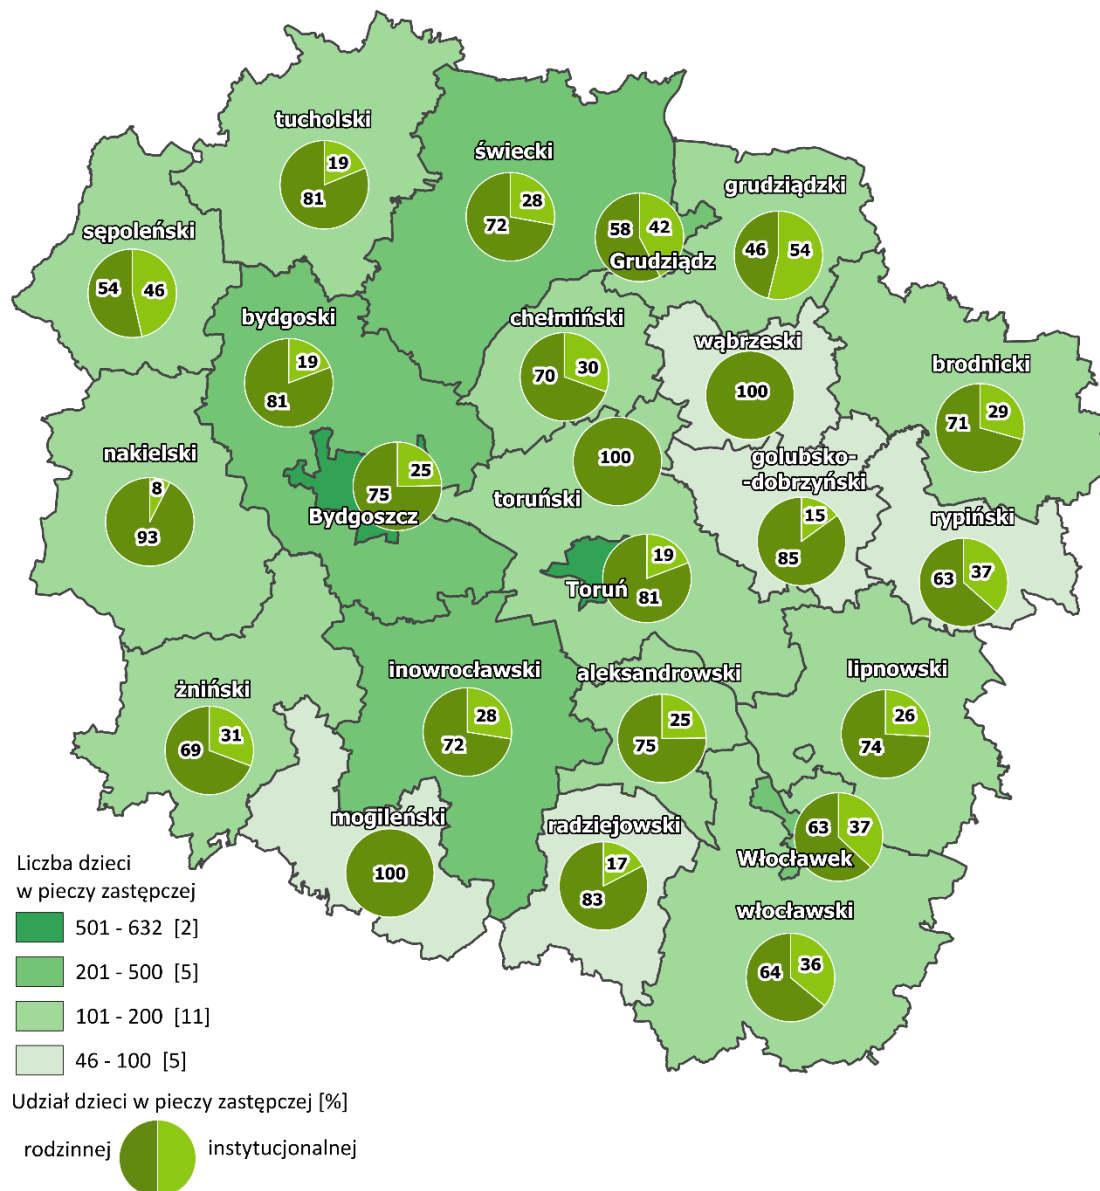 tucholski
19
81
świecki
28
72
grudziądzki
46
54
58
42
Grudziądz
sępoleński
54
46
bydgoski
19
81
chełmiński
70
30
wąbrzeski
100
brodnicki
71
29
nakielski
8
93
25
75
Bydgoszcz
toruński
100
golubsko-
-dobrzyński
15
85
rypiński
63
37
Toruń
19
81
żniński
69
31
inowrocławski
28
72
aleksandrowski
25
75
lipnowski
26
74
mogileński
100
radziejowski
17
83
63
37
Włocławek
włocławski
64
36
Liczba dzieci
w pieczy zastępczej
501 - 632 [2]
201 - 500 [5]
101 - 200 [11]
46 - 100 [5]
Udział dzieci w pieczy zastępczej [%]
rodzinnej
instytucjonalnej